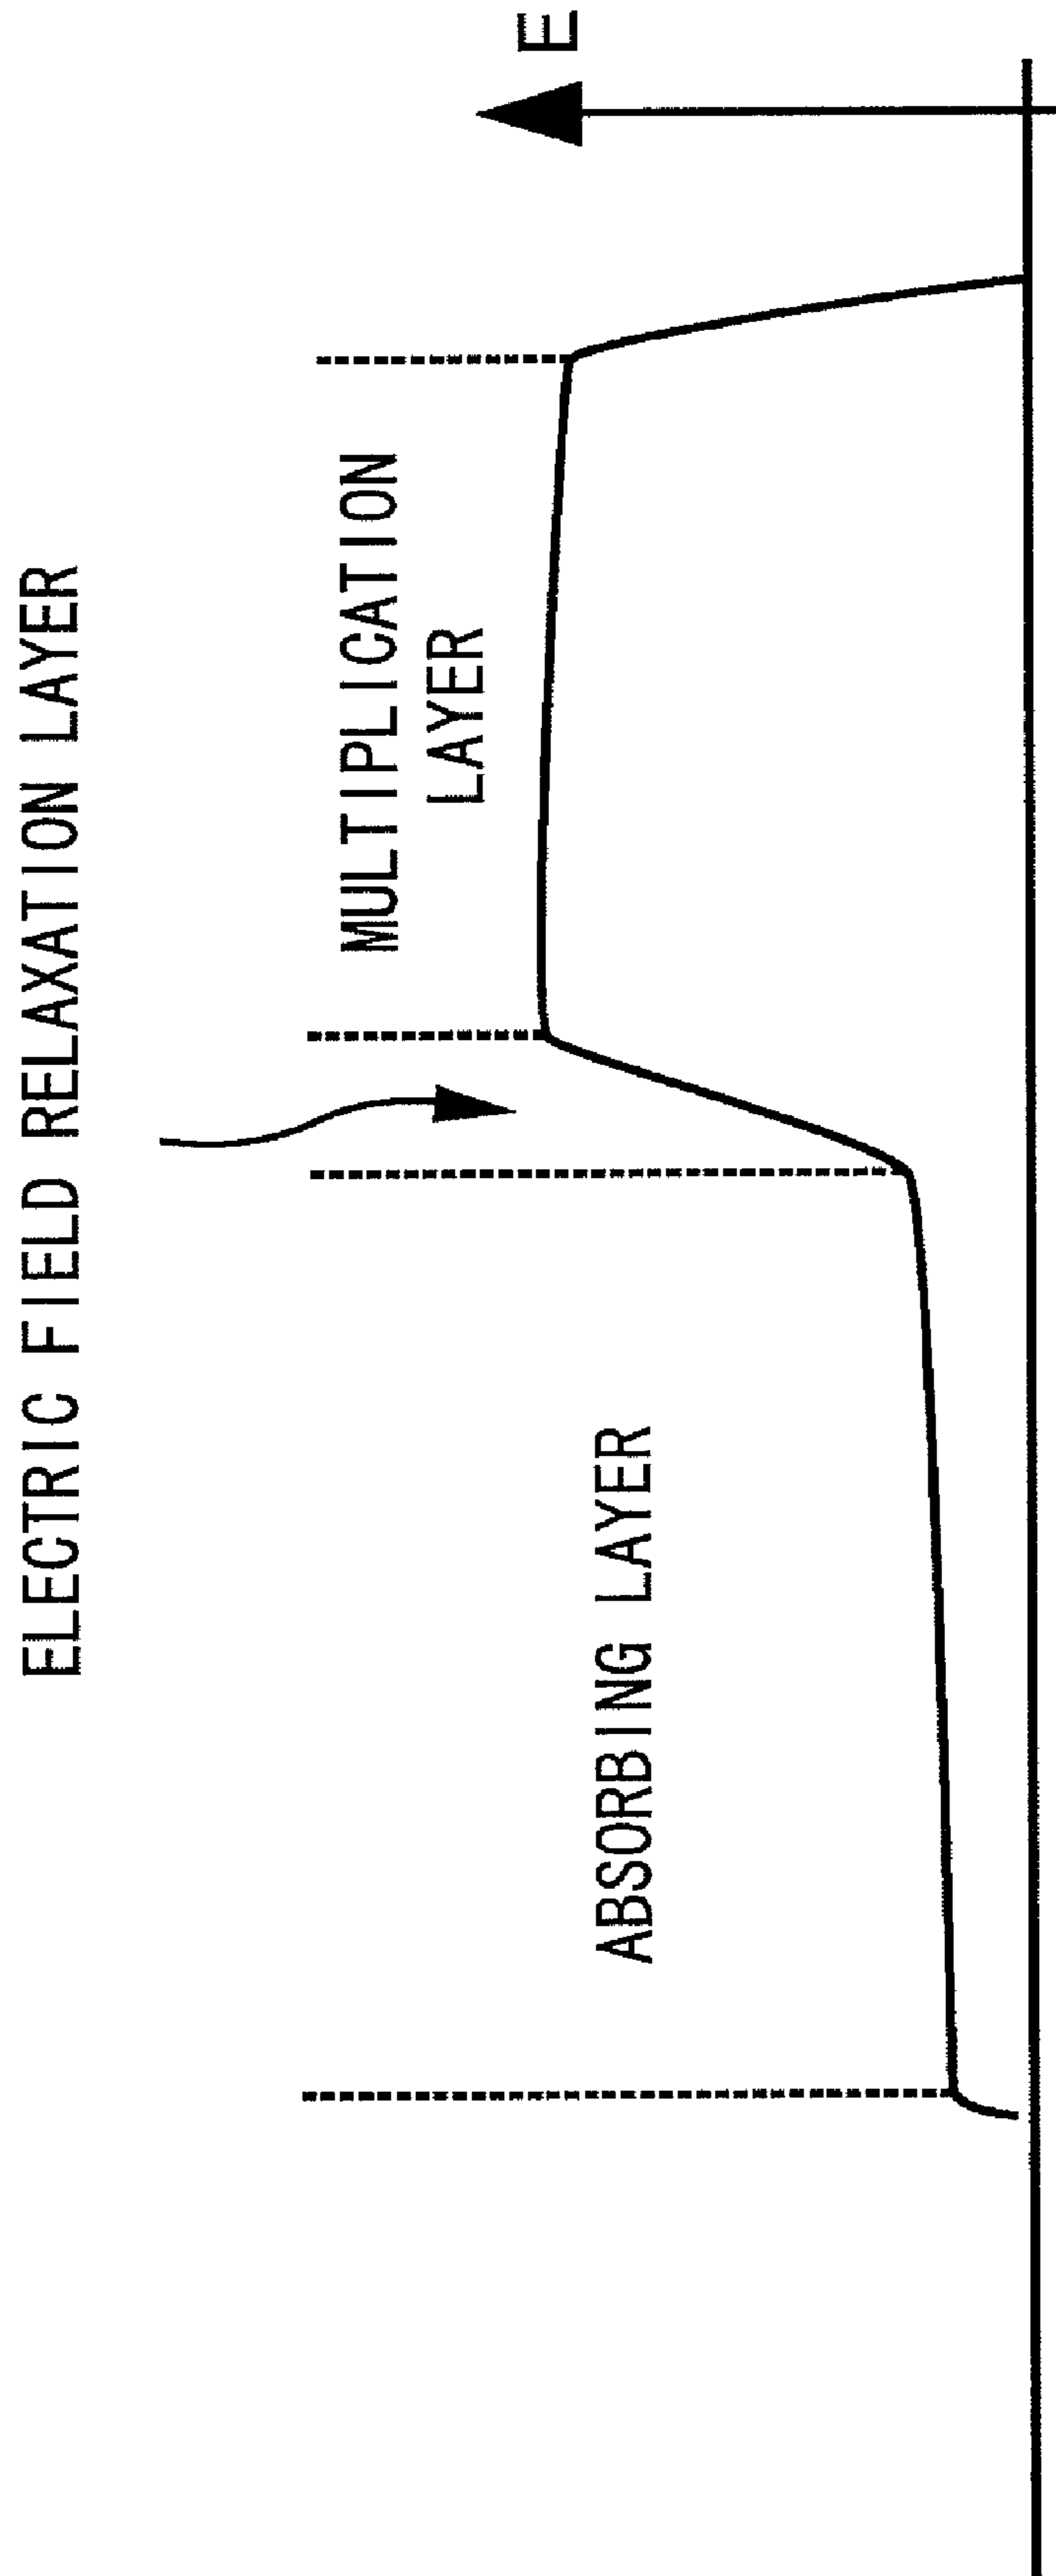 ELECTRIC FIELD RELAXATION LAYER
MULTIPLICATION
LAYER
E
ABSORBING LAYER